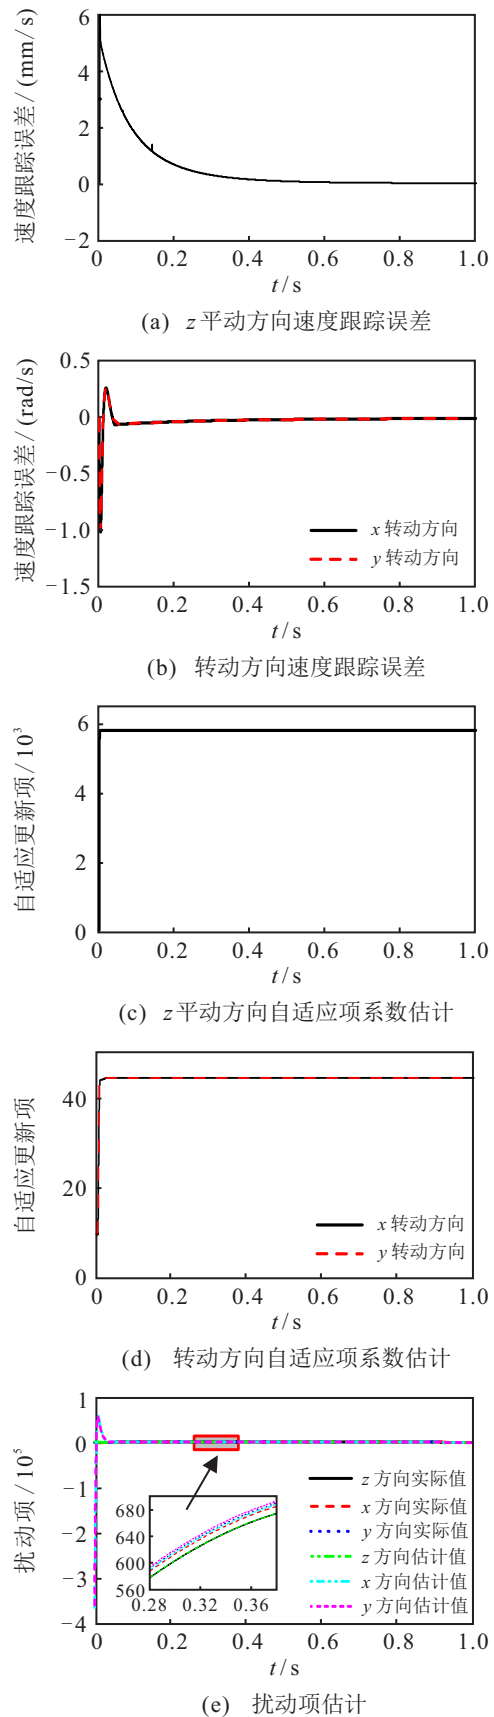 速度跟踪误差/(mm/s)
6
4
2
0
−2
0 0.2 0.4 0.6 0.8 1.0
t/s
(a) z平动方向速度跟踪误差
速度跟踪误差/(rad/s)
0.5
0
−0.5
−1.0
−1.5
x 转动方向
y 转动方向
0 0.2 0.4 0.6 0.8 1.0
t/s
(b) 转动方向速度跟踪误差
自适应更新项/10³
6
4
2
0
0 0.2 0.4 0.6 0.8 1.0
t/s
(c) z平动方向自适应项系数估计
自适应更新项
40
20
0
x 转动方向
y 转动方向
0 0.2 0.4 0.6 0.8 1.0
t/s
(d) 转动方向自适应项系数估计
扰动项/10⁵
1
0
−1
−2
−3
−4
z 方向实际值
x 方向实际值
y 方向实际值
z 方向估计值
x 方向估计值
y 方向估计值
680
640
600
560
0.28 0.32 0.36
0 0.2 0.4 0.6 0.8 1.0
t/s
(e) 扰动项估计